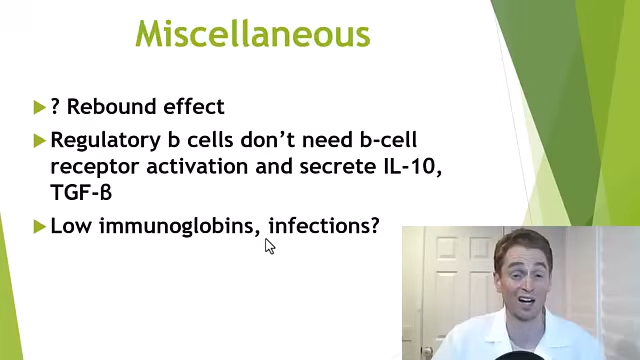 Miscellaneous
? Rebound effect
Regulatory b cells don't need b-cell
receptor activation and secrete IL-10,
TGF-ß
Low immunoglobins, infections?